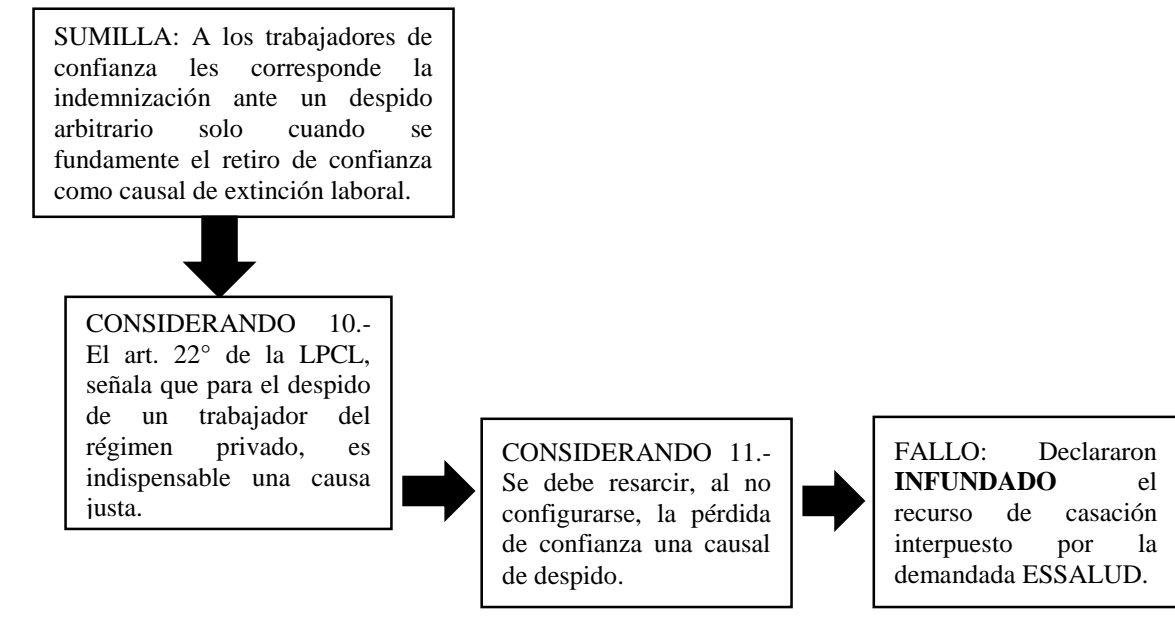 SUMILLA: A los trabajadores de
confianza les corresponde la
indemnización ante un despido
arbitrario solo cuando se
fundamente el retiro de confianza
como causal de extinción laboral.
CONSIDERANDO 10.-
El art. 22° de la LPCL,
señala que para el despido
de un trabajador del
régimen privado, es
indispensable una causa
justa.
CONSIDERANDO 11.-
Se debe resarcir, al no
configurarse, la pérdida
de confianza una causal
de despido.
FALLO: Declararon
INFUNDADO el
recurso de casación
interpuesto por la
demandada ESSALUD.